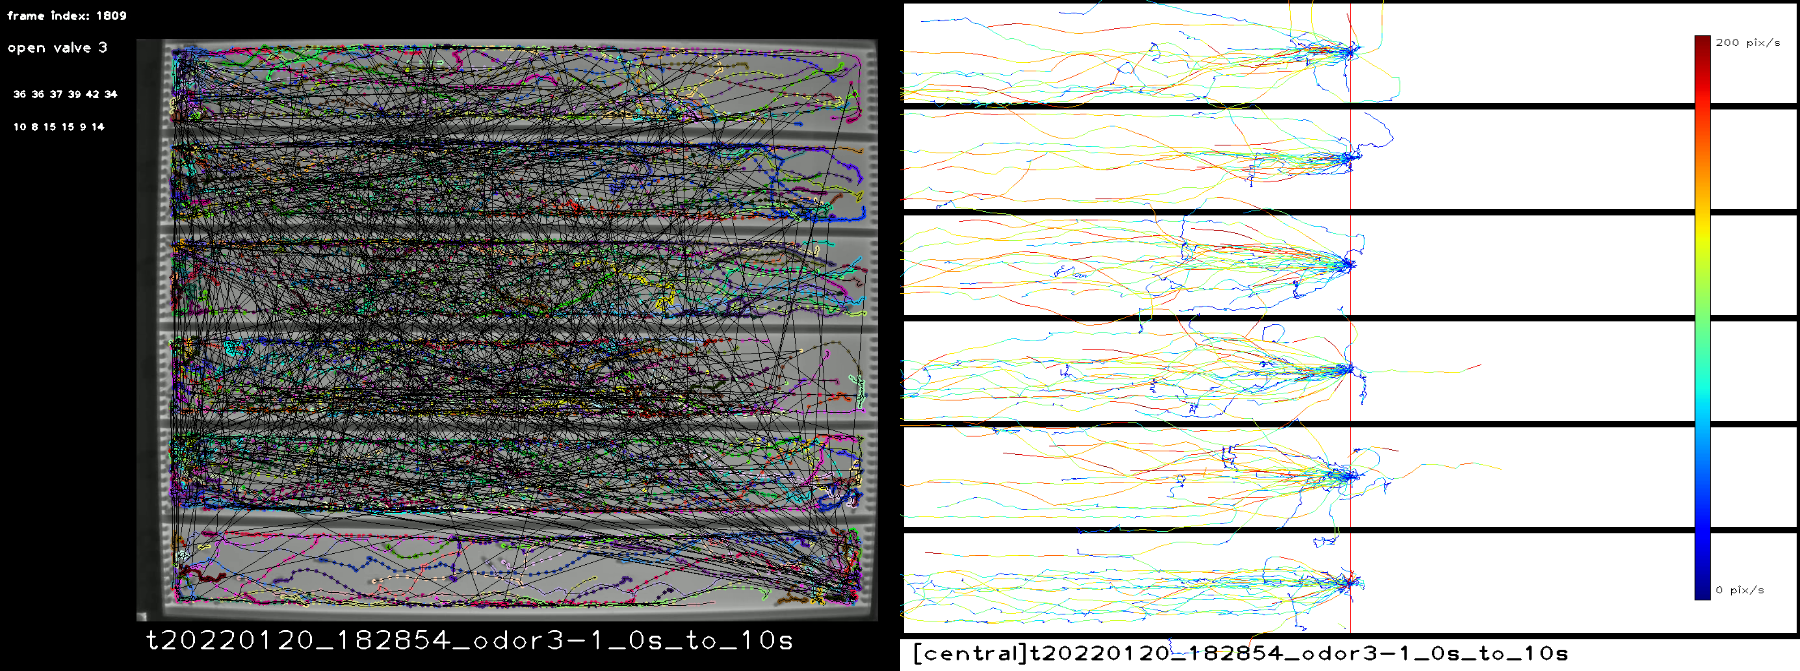 frame index: 1809
open valve 3
36 36 37 39 42 34
10 8 15 15 9 14
t20220120_182854_odor3-1_0s_to_10s
200 pix/s
0 pix/s
[central]t20220120_182854_odor3-1_0s_to_10s